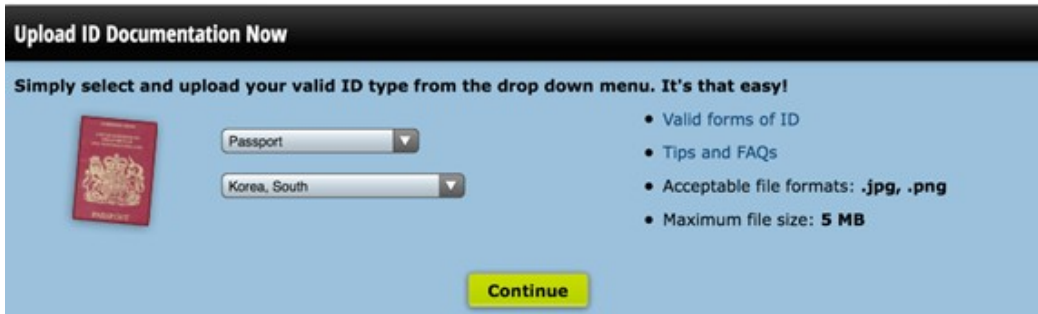 Upload ID Documentation Now
Simply select and upload your valid ID type from the drop down menu. It's that easy!
Passport
Korea, South
Valid forms of ID
Tips and FAQs
Acceptable file formats: .jpg, .png
Maximum file size: 5 MB
PASSPORT
Continue